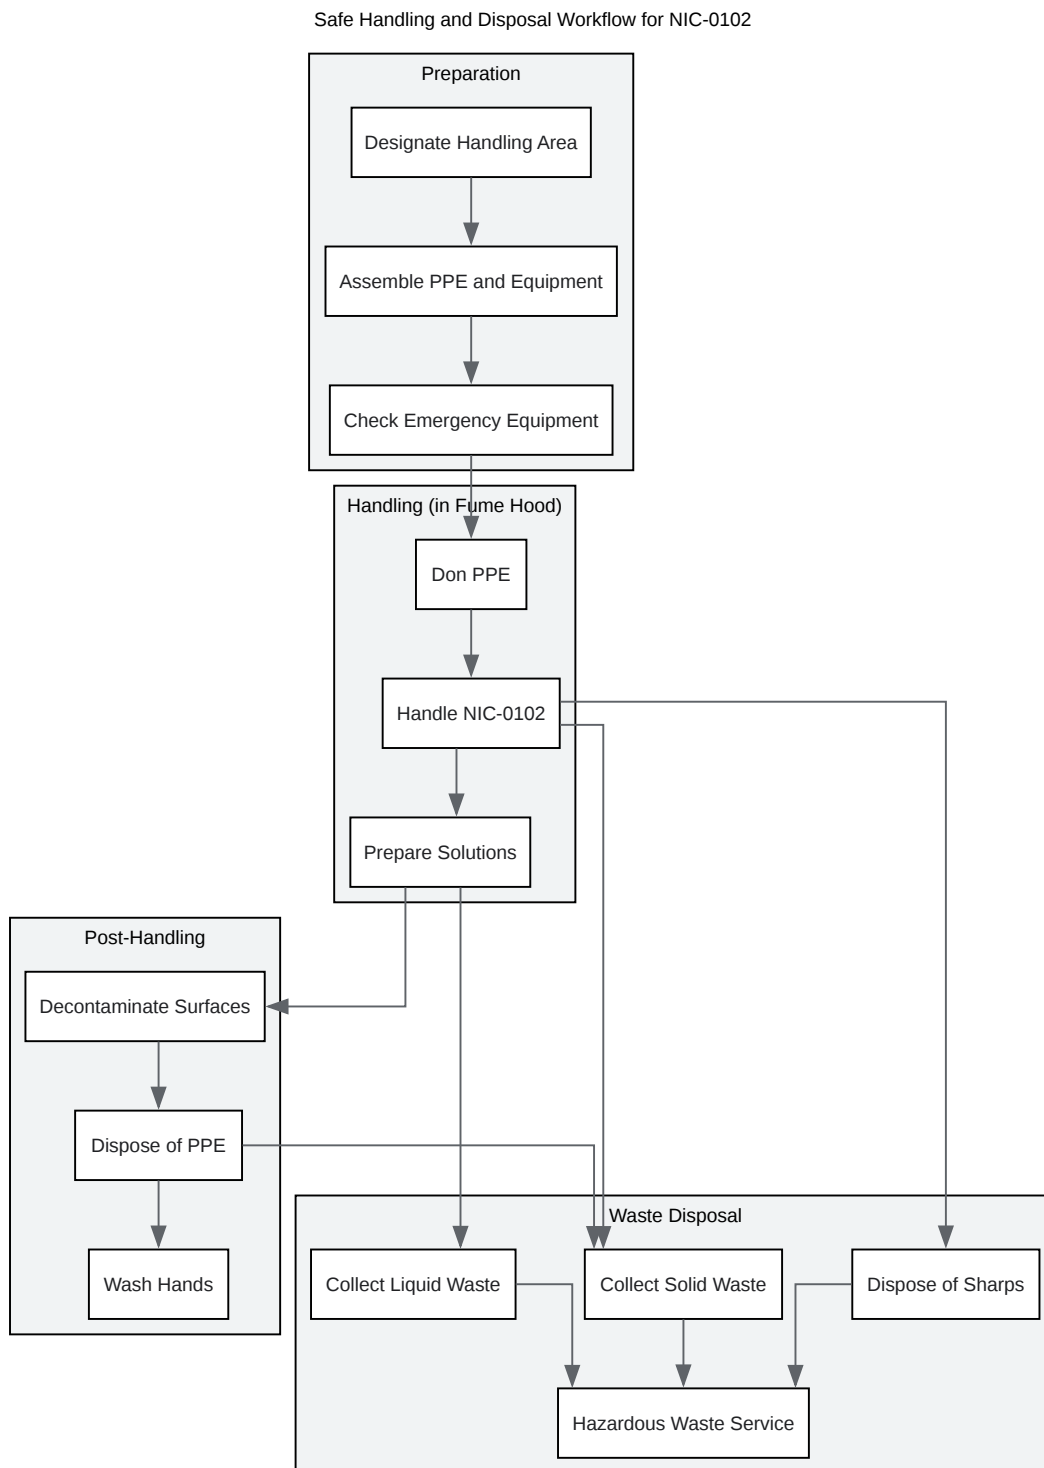 Safe Handling and Disposal Workflow for NIC-0102
Preparation
Designate Handling Area
Assemble PPE and Equipment
Check Emergency Equipment
Handling (in Fume Hood)
Don PPE
Handle NIC-0102
Prepare Solutions
Post-Handling
Decontaminate Surfaces
Dispose of PPE
Wash Hands
Waste Disposal
Collect Liquid Waste
Collect Solid Waste
Dispose of Sharps
Hazardous Waste Service